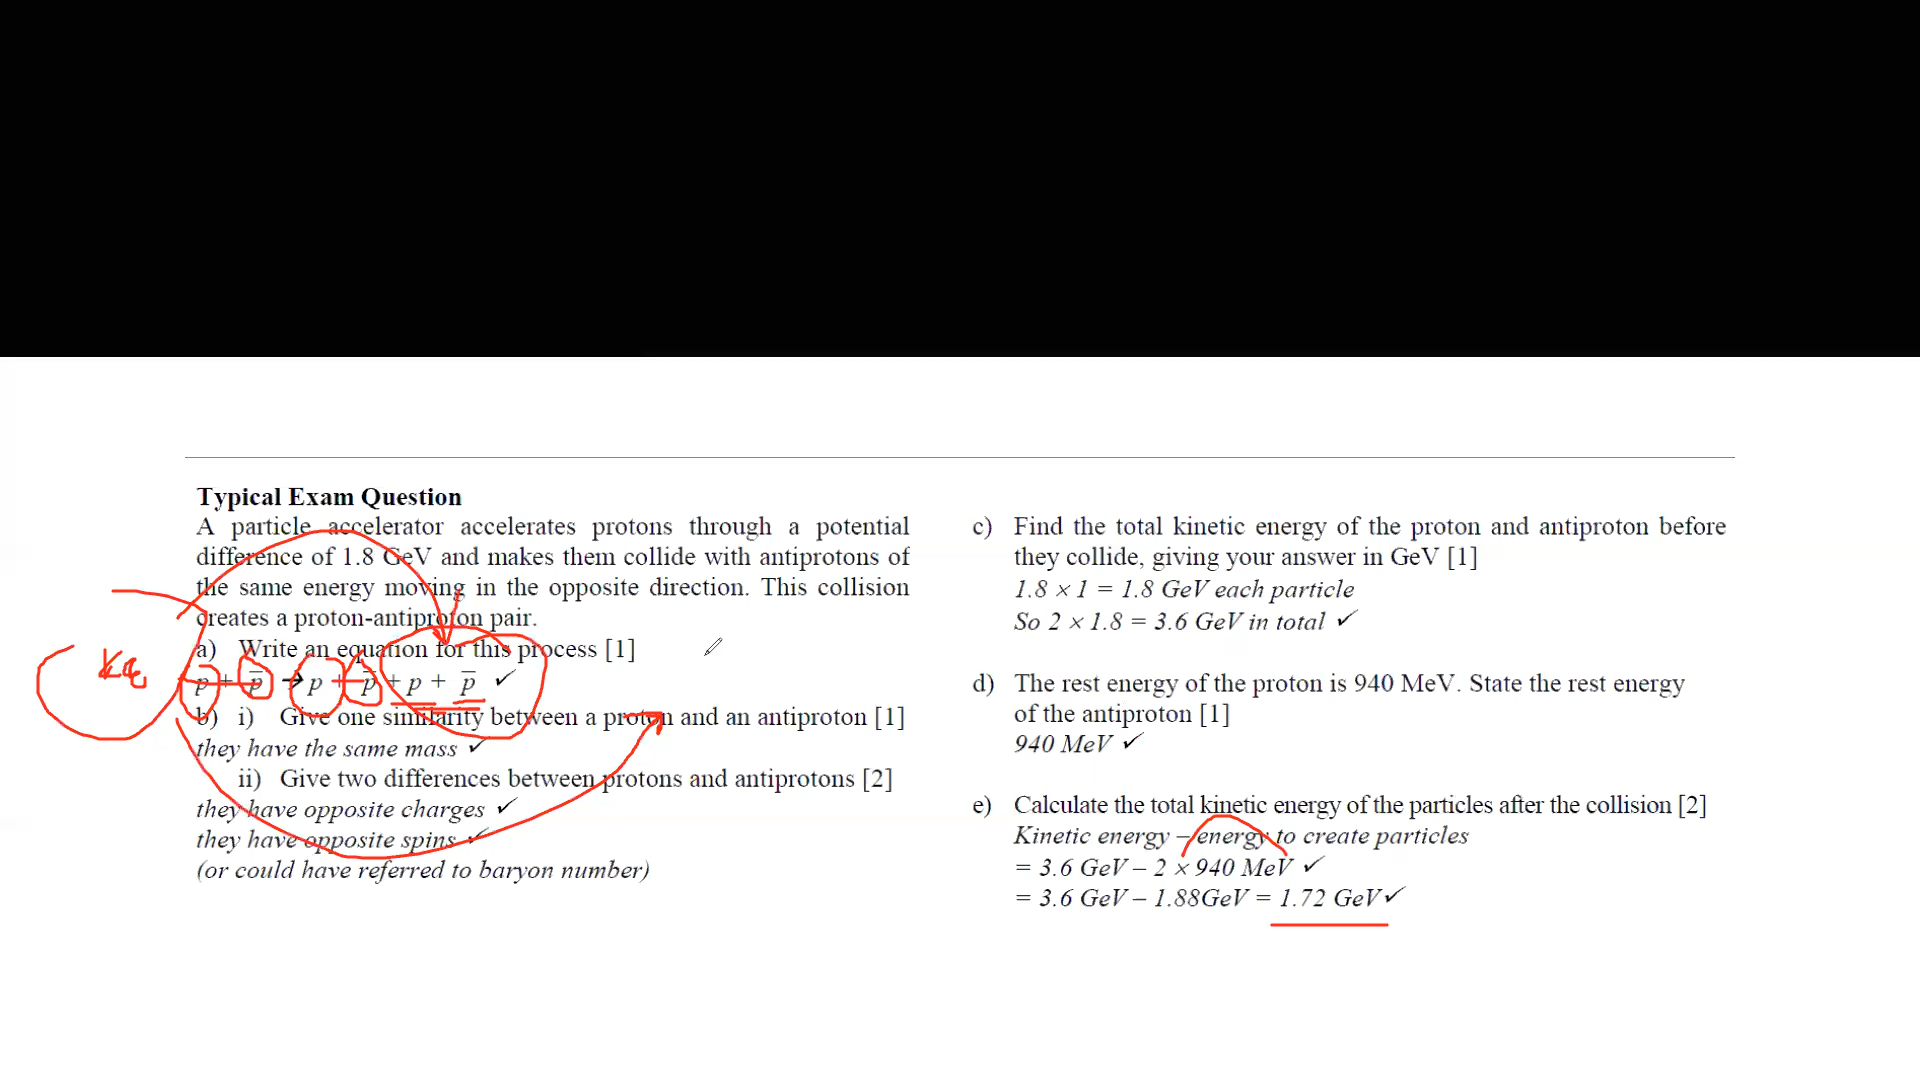 Typical Exam Question
A particle accelerator accelerates protons through a potential
difference of 1.8 GeV and makes them collide with antiprotons of
the same energy moving in the opposite direction. This collision
creates a proton-antiproton pair.
a) Write an equation for this process [1]
p + p̅ → p + p̅ + p + p̅ ✓
b) i) Give one similarity between a proton and an antiproton [1]
they have the same mass ✓
ii) Give two differences between protons and antiprotons [2]
they have opposite charges ✓
they have opposite spins ✓
(or could have referred to baryon number)
c) Find the total kinetic energy of the proton and antiproton before
they collide, giving your answer in GeV [1]
1.8 × 1 = 1.8 GeV each particle
So 2 × 1.8 = 3.6 GeV in total ✓
d) The rest energy of the proton is 940 MeV. State the rest energy
of the antiproton [1]
940 MeV ✓
e) Calculate the total kinetic energy of the particles after the collision [2]
Kinetic energy – energy to create particles
= 3.6 GeV – 2 × 940 MeV ✓
= 3.6 GeV – 1.88GeV = 1.72 GeV✓